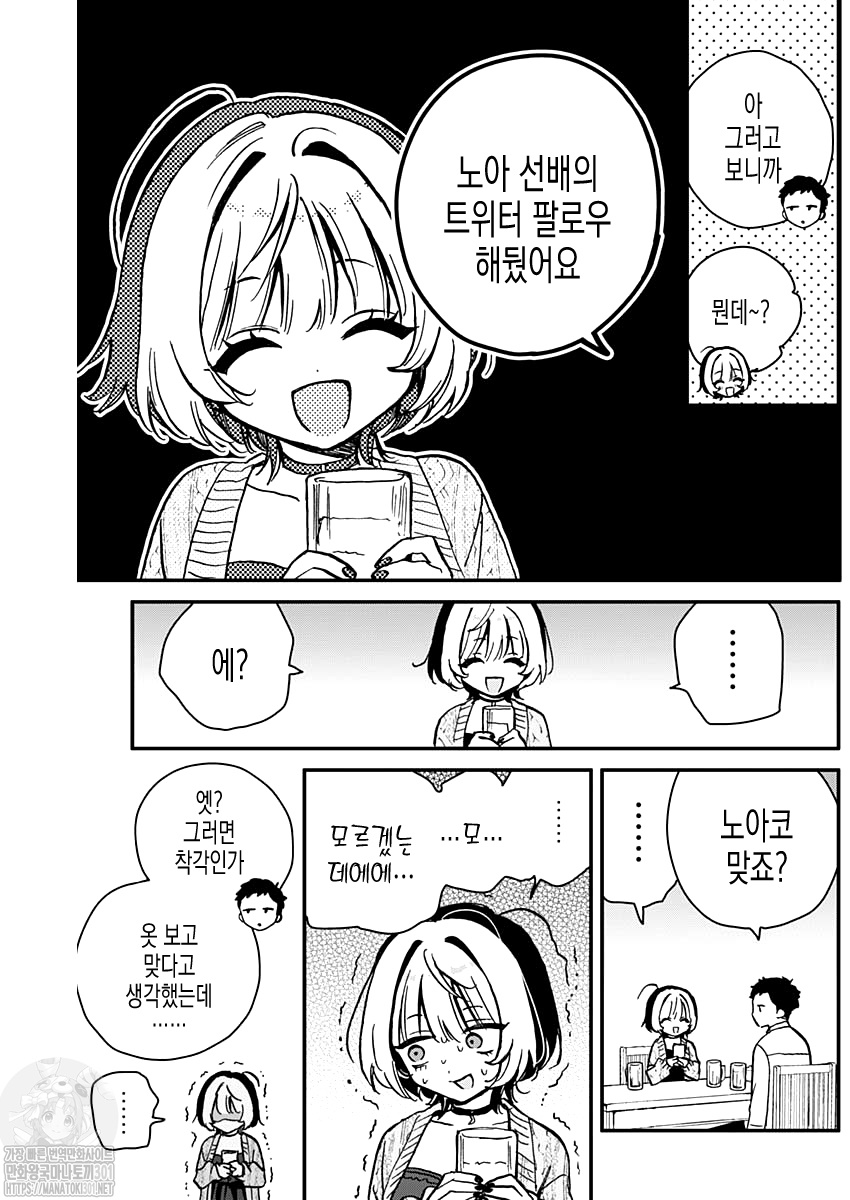 아
그러고
보니까
뭔데~?
노아 선배의
트위터 팔로우
해뒀어요
……
에?
노아코
맞죠?
……
……
…모…
모르겠는
데에에…
엣?
그러면
착각인가
옷 보고
맞다고
생각했는데
……
……
가장 빠른 번역만화사이트
만화왕국마나토끼301
HTTPS://MANATOKI301.NET